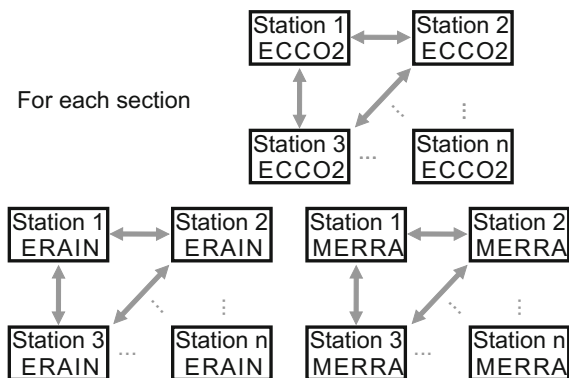 Station 1
ECCO2
Station 2
ECCO2
For each section
Station 3
ECCO2
...
Station n
ECCO2
Station 1
ERAIN
Station 2
ERAIN
Station 1
MERRA
Station 2
MERRA
Station 3
ERAIN
...
Station n
ERAIN
Station 3
MERRA
...
Station n
MERRA